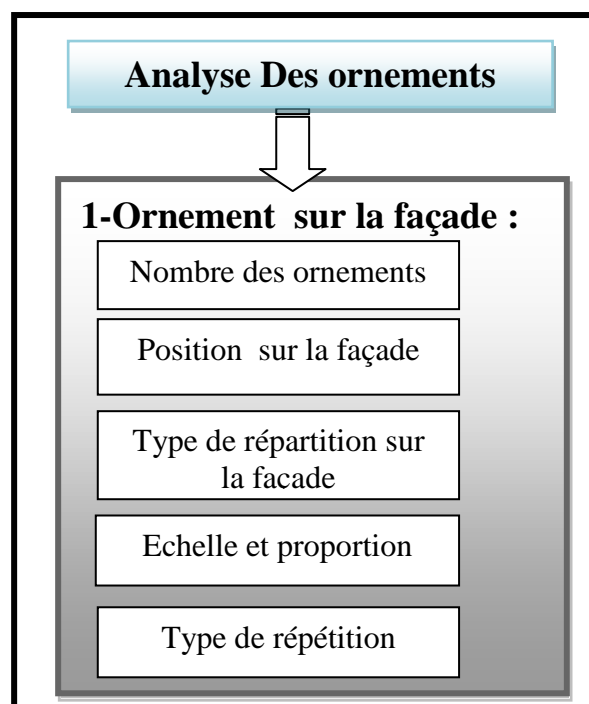 Analyse Des ornements
1-Ornement sur la façade :
Nombre des ornements
Position sur la façade
Type de répartition sur
la facade
Echelle et proportion
Type de répétition